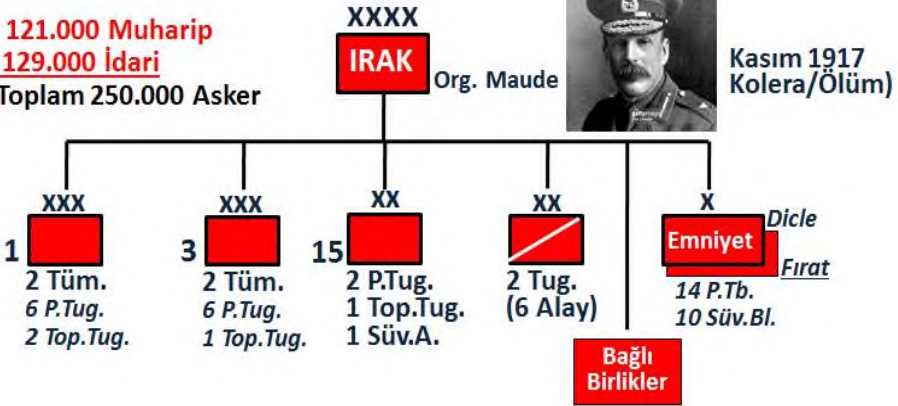 121.000 Muharip
129.000 İdari
Toplam 250.000 Asker
XXXX
IRAK
Org. Maude
Kasım 1917
Kolera/Ölüm)
XXX
1
2 Tüm.
6 P.Tug.
2 Top.Tug.
XXX
3
2 Tüm.
6 P.Tug.
1 Top.Tug.
XX
15
2 P.Tug.
1 Top.Tug.
1 Süv.A.
XX
2 Tug.
(6 Alay)
Bağlı
Birlikler
X
Emniyet
Dicle
Fırat
14 P.Tb.
10 Süv.Bl.